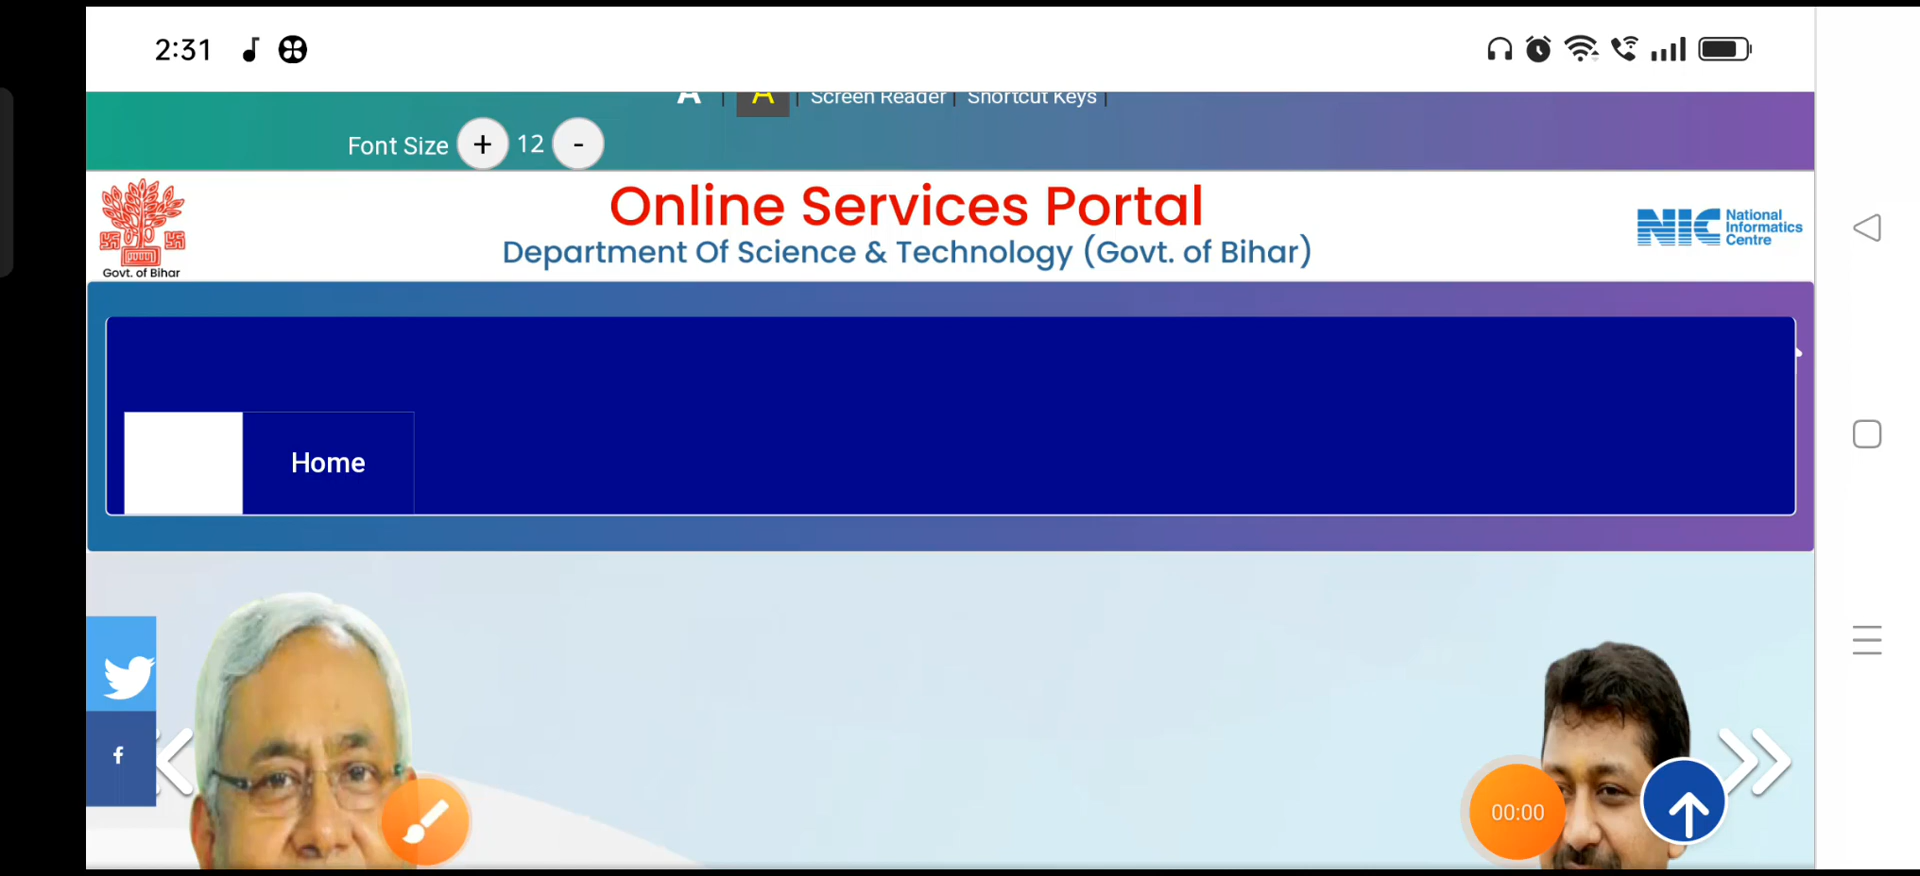 2:31
A | A | Screen Reader | Shortcut Keys |
Font Size + 12 -
Govt. of Bihar
Online Services Portal
Department Of Science & Technology (Govt. of Bihar)
NIC National
Informatics
Centre
Home
f
00:00